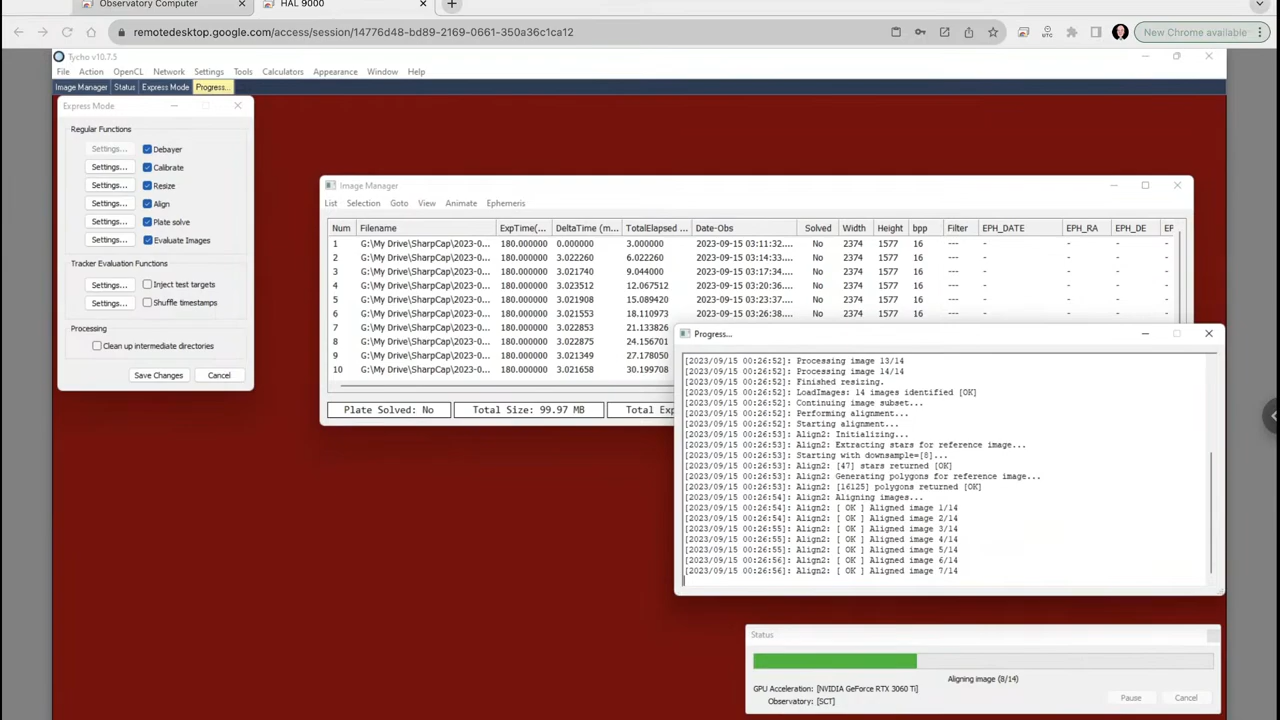 Observatory Computer
HAL 9000
remotedesktop.google.com/access/session/14776d48-bd89-2169-0661-350a36c1ca12
New Chrome available
Tycho v10.7.5
File Action OpenCL Network Settings Tools Calculators Appearance Window Help
Image Manager Status Express Mode Progress...
Express Mode
Regular Functions
Settings... Debayer
Settings... Calibrate
Settings... Resize
Settings... Align
Settings... Plate solve
Settings... Evaluate Images
Tracker Evaluation Functions
Settings... Inject test targets
Settings... Shuffle timestamps
Processing
Clean up intermediate directories
Save Changes Cancel
Image Manager
List Selection Goto View Animate Ephemeris
Num Filename ExpTime(... DeltaTime (m... TotalElapsed ... Date-Obs Solved Width Height bpp Filter EPH_DATE EPH_RA EPH_DE EP
1 G:\My Drive\SharpCap\2023-0... 180.000000 0.000000 3.000000 2023-09-15 03:11:32.... No 2374 1577 16 --- - - - -
2 G:\My Drive\SharpCap\2023-0... 180.000000 3.022260 6.022260 2023-09-15 03:14:33.... No 2374 1577 16 --- - - - -
3 G:\My Drive\SharpCap\2023-0... 180.000000 3.021740 9.044000 2023-09-15 03:17:34.... No 2374 1577 16 --- - - - -
4 G:\My Drive\SharpCap\2023-0... 180.000000 3.023512 12.067512 2023-09-15 03:20:36.... No 2374 1577 16 --- - - - -
5 G:\My Drive\SharpCap\2023-0... 180.000000 3.021908 15.089420 2023-09-15 03:23:37.... No 2374 1577 16 --- - - - -
6 G:\My Drive\SharpCap\2023-0... 180.000000 3.021553 18.110973 2023-09-15 03:26:38.... No 2374 1577 16 --- - - - -
7 G:\My Drive\SharpCap\2023-0... 180.000000 3.022853 21.133826
8 G:\My Drive\SharpCap\2023-0... 180.000000 3.022875 24.156701
9 G:\My Drive\SharpCap\2023-0... 180.000000 3.021349 27.178050
10 G:\My Drive\SharpCap\2023-0... 180.000000 3.021658 30.199708
Plate Solved: No Total Size: 99.97 MB Total Exp
Progress...
[2023/09/15 00:26:52]: Processing image 13/14
[2023/09/15 00:26:52]: Processing image 14/14
[2023/09/15 00:26:52]: Finished resizing.
[2023/09/15 00:26:52]: LoadImages: 14 images identified [OK]
[2023/09/15 00:26:52]: Continuing image subset...
[2023/09/15 00:26:52]: Performing alignment...
[2023/09/15 00:26:52]: Starting alignment...
[2023/09/15 00:26:53]: Align2: Initializing...
[2023/09/15 00:26:53]: Align2: Extracting stars for reference image...
[2023/09/15 00:26:53]: Starting with downsample=[8]...
[2023/09/15 00:26:53]: Align2: [47] stars returned [OK]
[2023/09/15 00:26:53]: Align2: Generating polygons for reference image...
[2023/09/15 00:26:53]: Align2: [16125] polygons returned [OK]
[2023/09/15 00:26:54]: Align2: Aligning images...
[2023/09/15 00:26:54]: Align2: [ OK ] Aligned image 1/14
[2023/09/15 00:26:54]: Align2: [ OK ] Aligned image 2/14
[2023/09/15 00:26:55]: Align2: [ OK ] Aligned image 3/14
[2023/09/15 00:26:55]: Align2: [ OK ] Aligned image 4/14
[2023/09/15 00:26:55]: Align2: [ OK ] Aligned image 5/14
[2023/09/15 00:26:56]: Align2: [ OK ] Aligned image 6/14
[2023/09/15 00:26:56]: Align2: [ OK ] Aligned image 7/14
Status
Aligning image (8/14)
GPU Acceleration: [NVIDIA GeForce RTX 3060 Ti]
Observatory: [SCT]
Pause Cancel